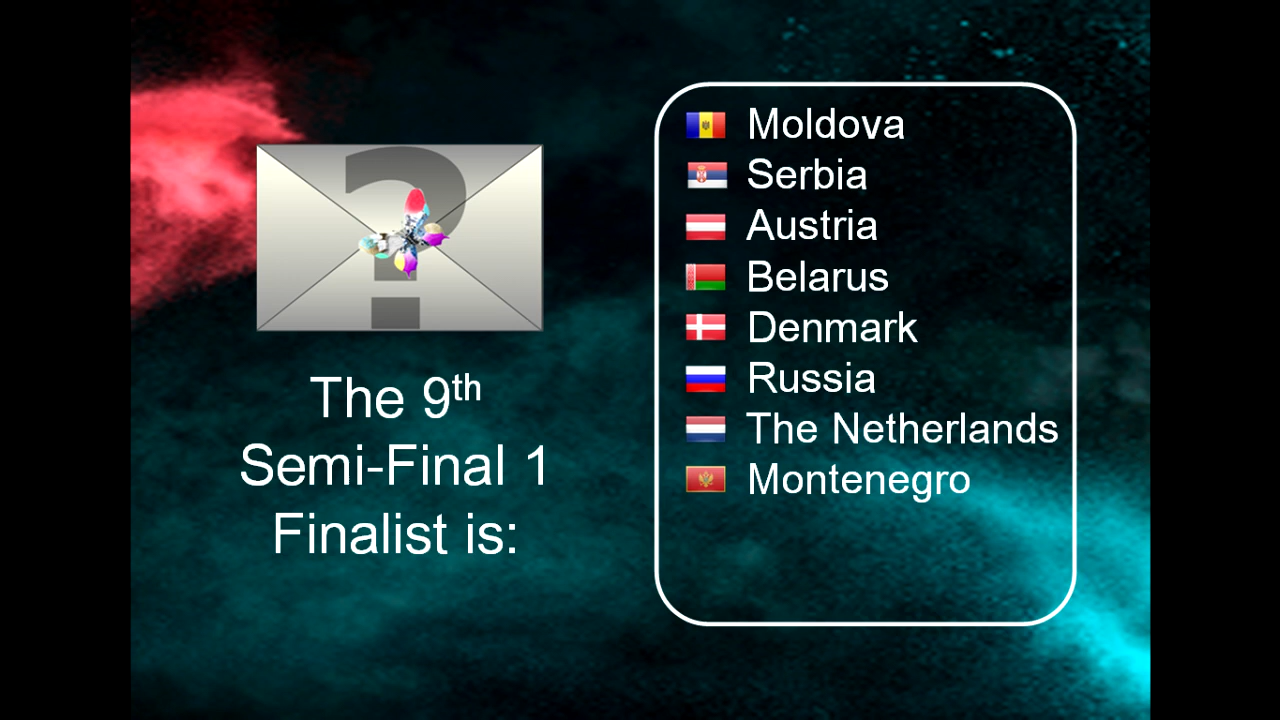 The 9th
Semi-Final 1
Finalist is:
Moldova
Serbia
Austria
Belarus
Denmark
Russia
The Netherlands
Montenegro